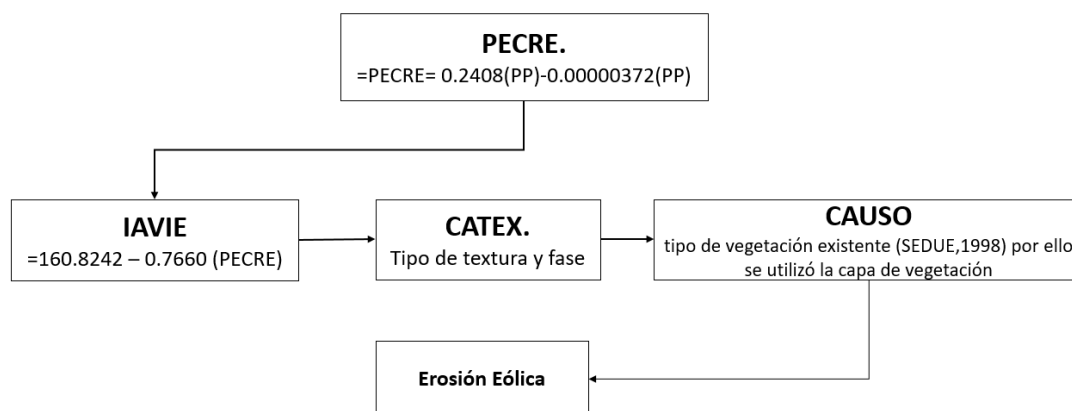 PECRE.
=PECRE= 0.2408(PP)-0.00000372(PP)
IAVIE
=160.8242 – 0.7660 (PECRE)
CATEX.
Tipo de textura y fase
CAUSO
tipo de vegetación existente (SEDUE,1998) por ello
se utilizó la capa de vegetación
Erosión Eólica